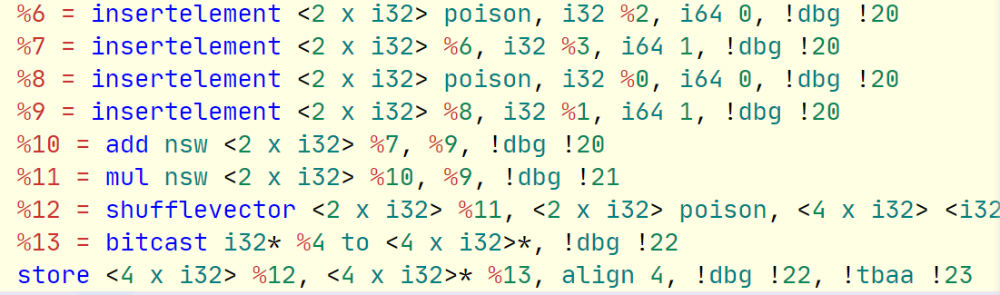 %6 = insertelement <2 x i32> poison, i32 %2, i64 0, !dbg !20
%7 = insertelement <2 x i32> %6, i32 %3, i64 1, !dbg !20
%8 = insertelement <2 x i32> poison, i32 %0, i64 0, !dbg !20
%9 = insertelement <2 x i32> %8, i32 %1, i64 1, !dbg !20
%10 = add nsw <2 x i32> %7, %9, !dbg !20
%11 = mul nsw <2 x i32> %10, %9, !dbg !21
%12 = shufflevector <2 x i32> %11, <2 x i32> poison, <4 x i32> <i32
%13 = bitcast i32* %4 to <4 x i32>*, !dbg !22
store <4 x i32> %12, <4 x i32>* %13, align 4, !dbg !22, !tbaa !23